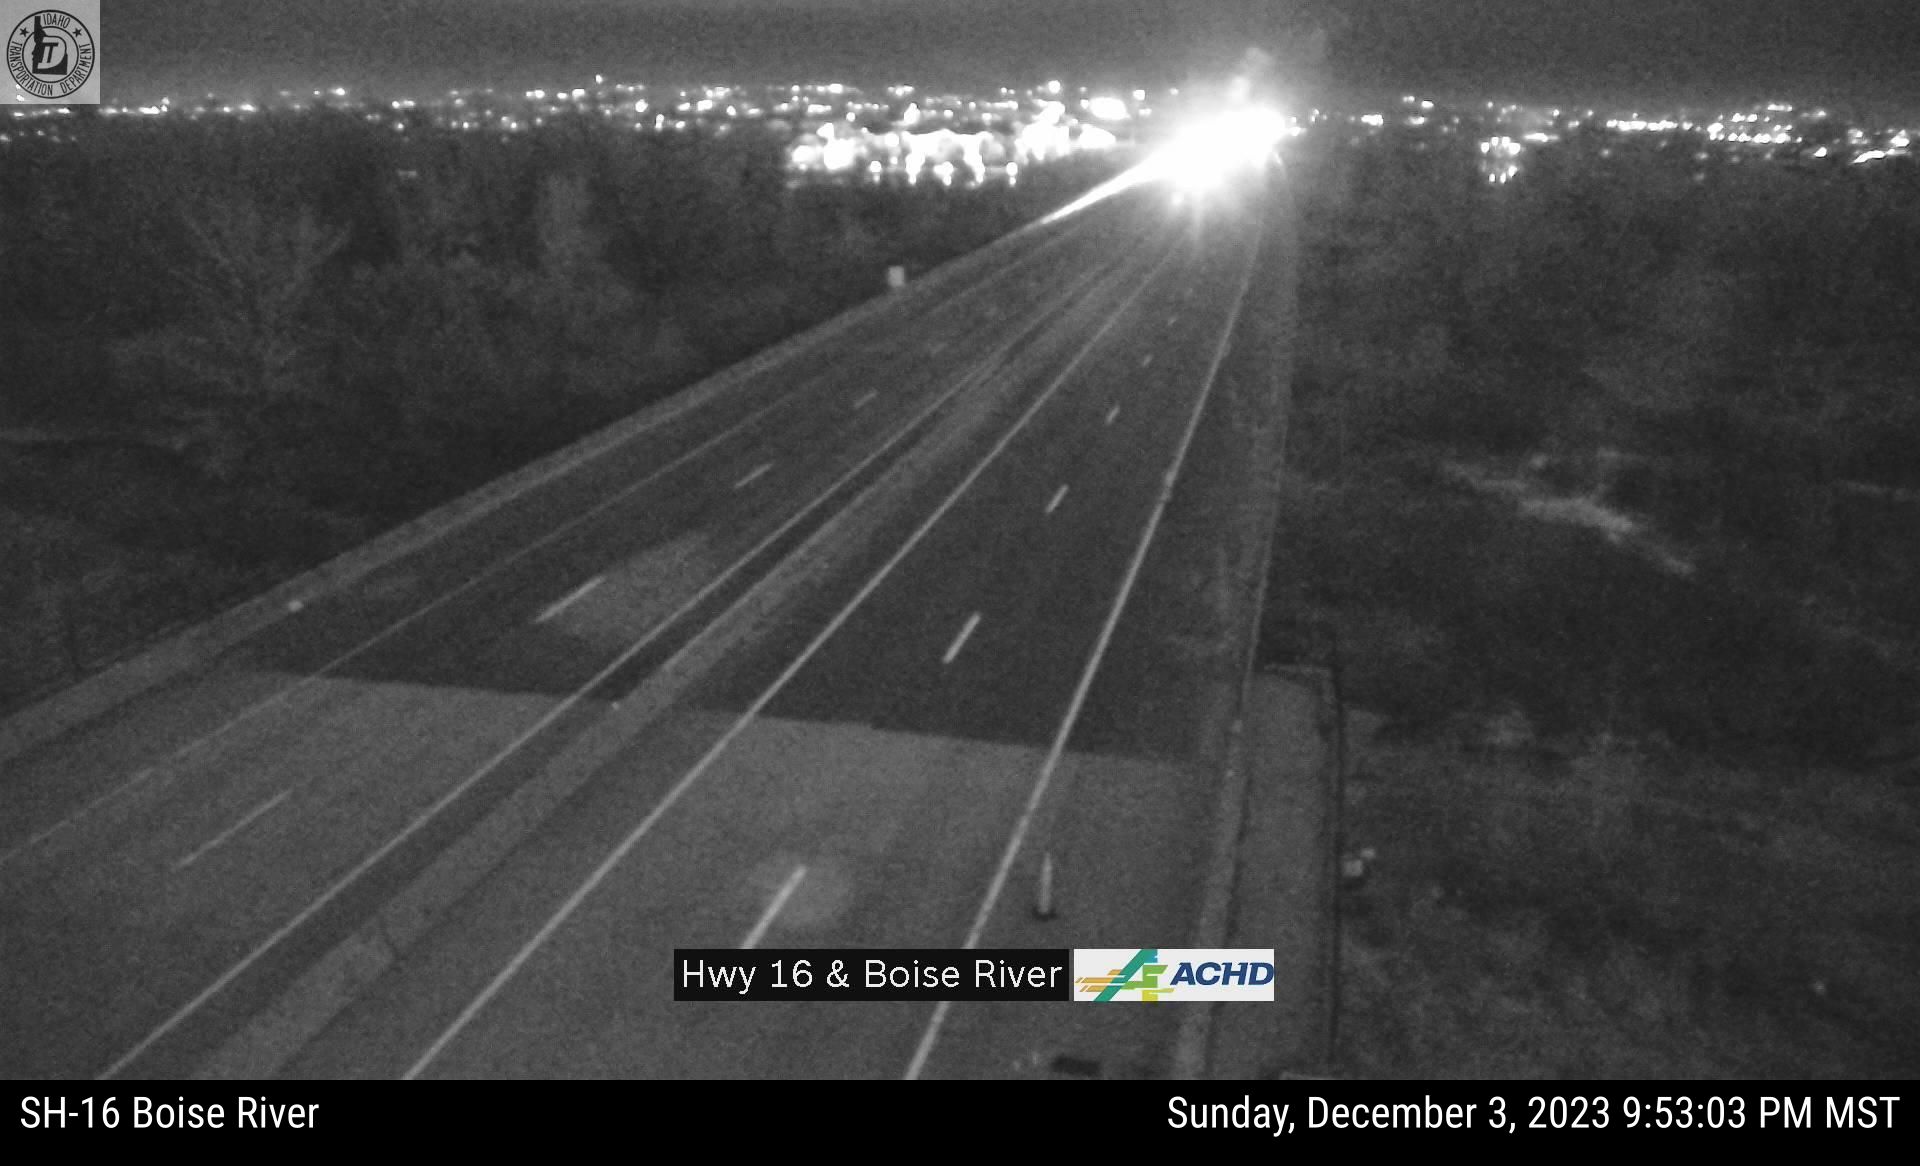 IDAHO
TRANSPORTATION DEPARTMENT
T
Hwy 16 & Boise River
ACHD
SH-16 Boise River
Sunday, December 3, 2023 9:53:03 PM MST